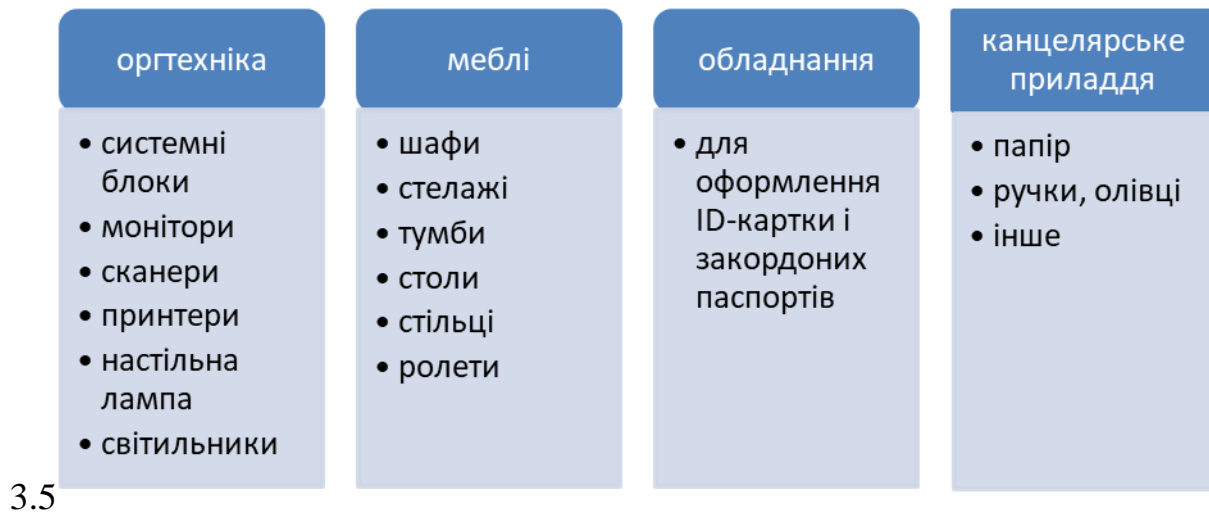 оргтехніка
• системні
блоки
• монітори
• сканери
• принтери
• настільна
лампа
• світильники
меблі
• шафи
• стелажі
• тумби
• столи
• стільці
• ролети
обладнання
• для
оформлення
ID-картки і
закордоних
паспортів
канцелярське
приладдя
• папір
• ручки, олівці
• інше
3.5